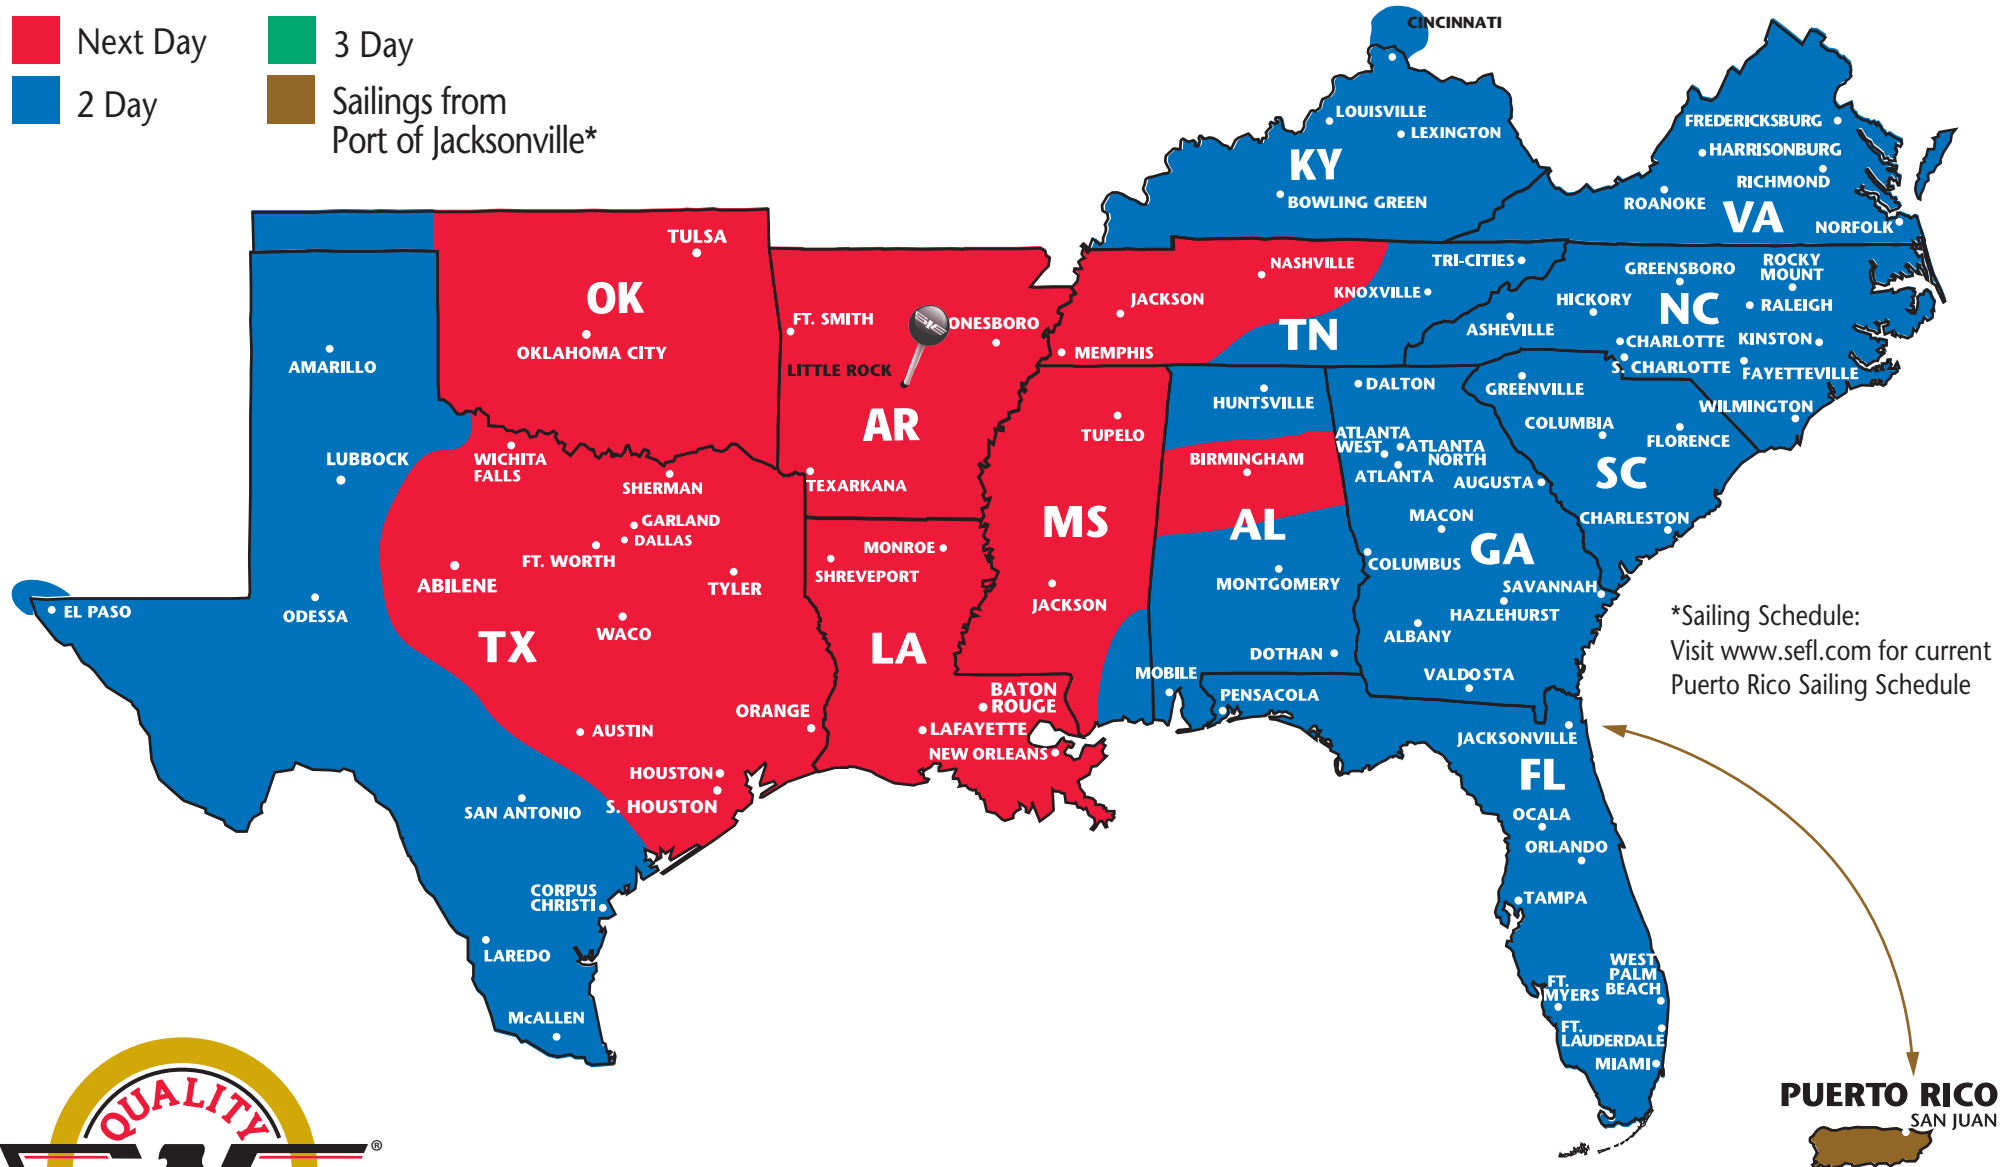 Next Day
3 Day
2 Day
Sailings from
Port of Jacksonville*
CINCINNATI
LOUISVILLE
LEXINGTON
KY
BOWLING GREEN
FREDERICKSBURG
HARRISONBURG
RICHMOND
ROANOKE
VA
NORFOLK
TULSA
OK
OKLAHOMA CITY
AMARILLO
LUBBOCK
FT. SMITH
ONESBORO
LITTLE ROCK
AR
TEXARKANA
NASHVILLE
JACKSON
MEMPHIS
TN
KNOXVILLE
TRI-CITIES
GREENSBORO
ROCKY
MOUNT
HICKORY
NC
RALEIGH
ASHEVILLE
CHARLOTTE
KINSTON
S. CHARLOTTE
FAYETTEVILLE
WILMINGTON
GREENVILLE
COLUMBIA
FLORENCE
SC
CHARLESTON
WICHITA
FALLS
SHERMAN
GARLAND
DALLAS
FT. WORTH
ABILENE
TYLER
WACO
TX
EL PASO
ODESSA
ORANGE
AUSTIN
HOUSTON
S. HOUSTON
SAN ANTONIO
CORPUS
CHRISTI
LAREDO
McALLEN
MONROE
SHREVEPORT
LA
BATON
ROUGE
LAFAYETTE
NEW ORLEANS
TUPELO
MS
JACKSON
HUNTSVILLE
BIRMINGHAM
AL
MONTGOMERY
DOTHAN
MOBILE
DALTON
ATLANTA
WEST
ATLANTA
NORTH
ATLANTA
AUGUSTA
MACON
GA
COLUMBUS
SAVANNAH
HAZLEHURST
ALBANY
VALDOSTA
PENSACOLA
JACKSONVILLE
FL
OCALA
ORLANDO
TAMPA
WEST
PALM
BEACH
FT.
MYERS
FT.
LAUDERDALE
MIAMI
*Sailing Schedule:
Visit www.sefl.com for current
Puerto Rico Sailing Schedule
PUERTO RICO
SAN JUAN
QUALITY
®